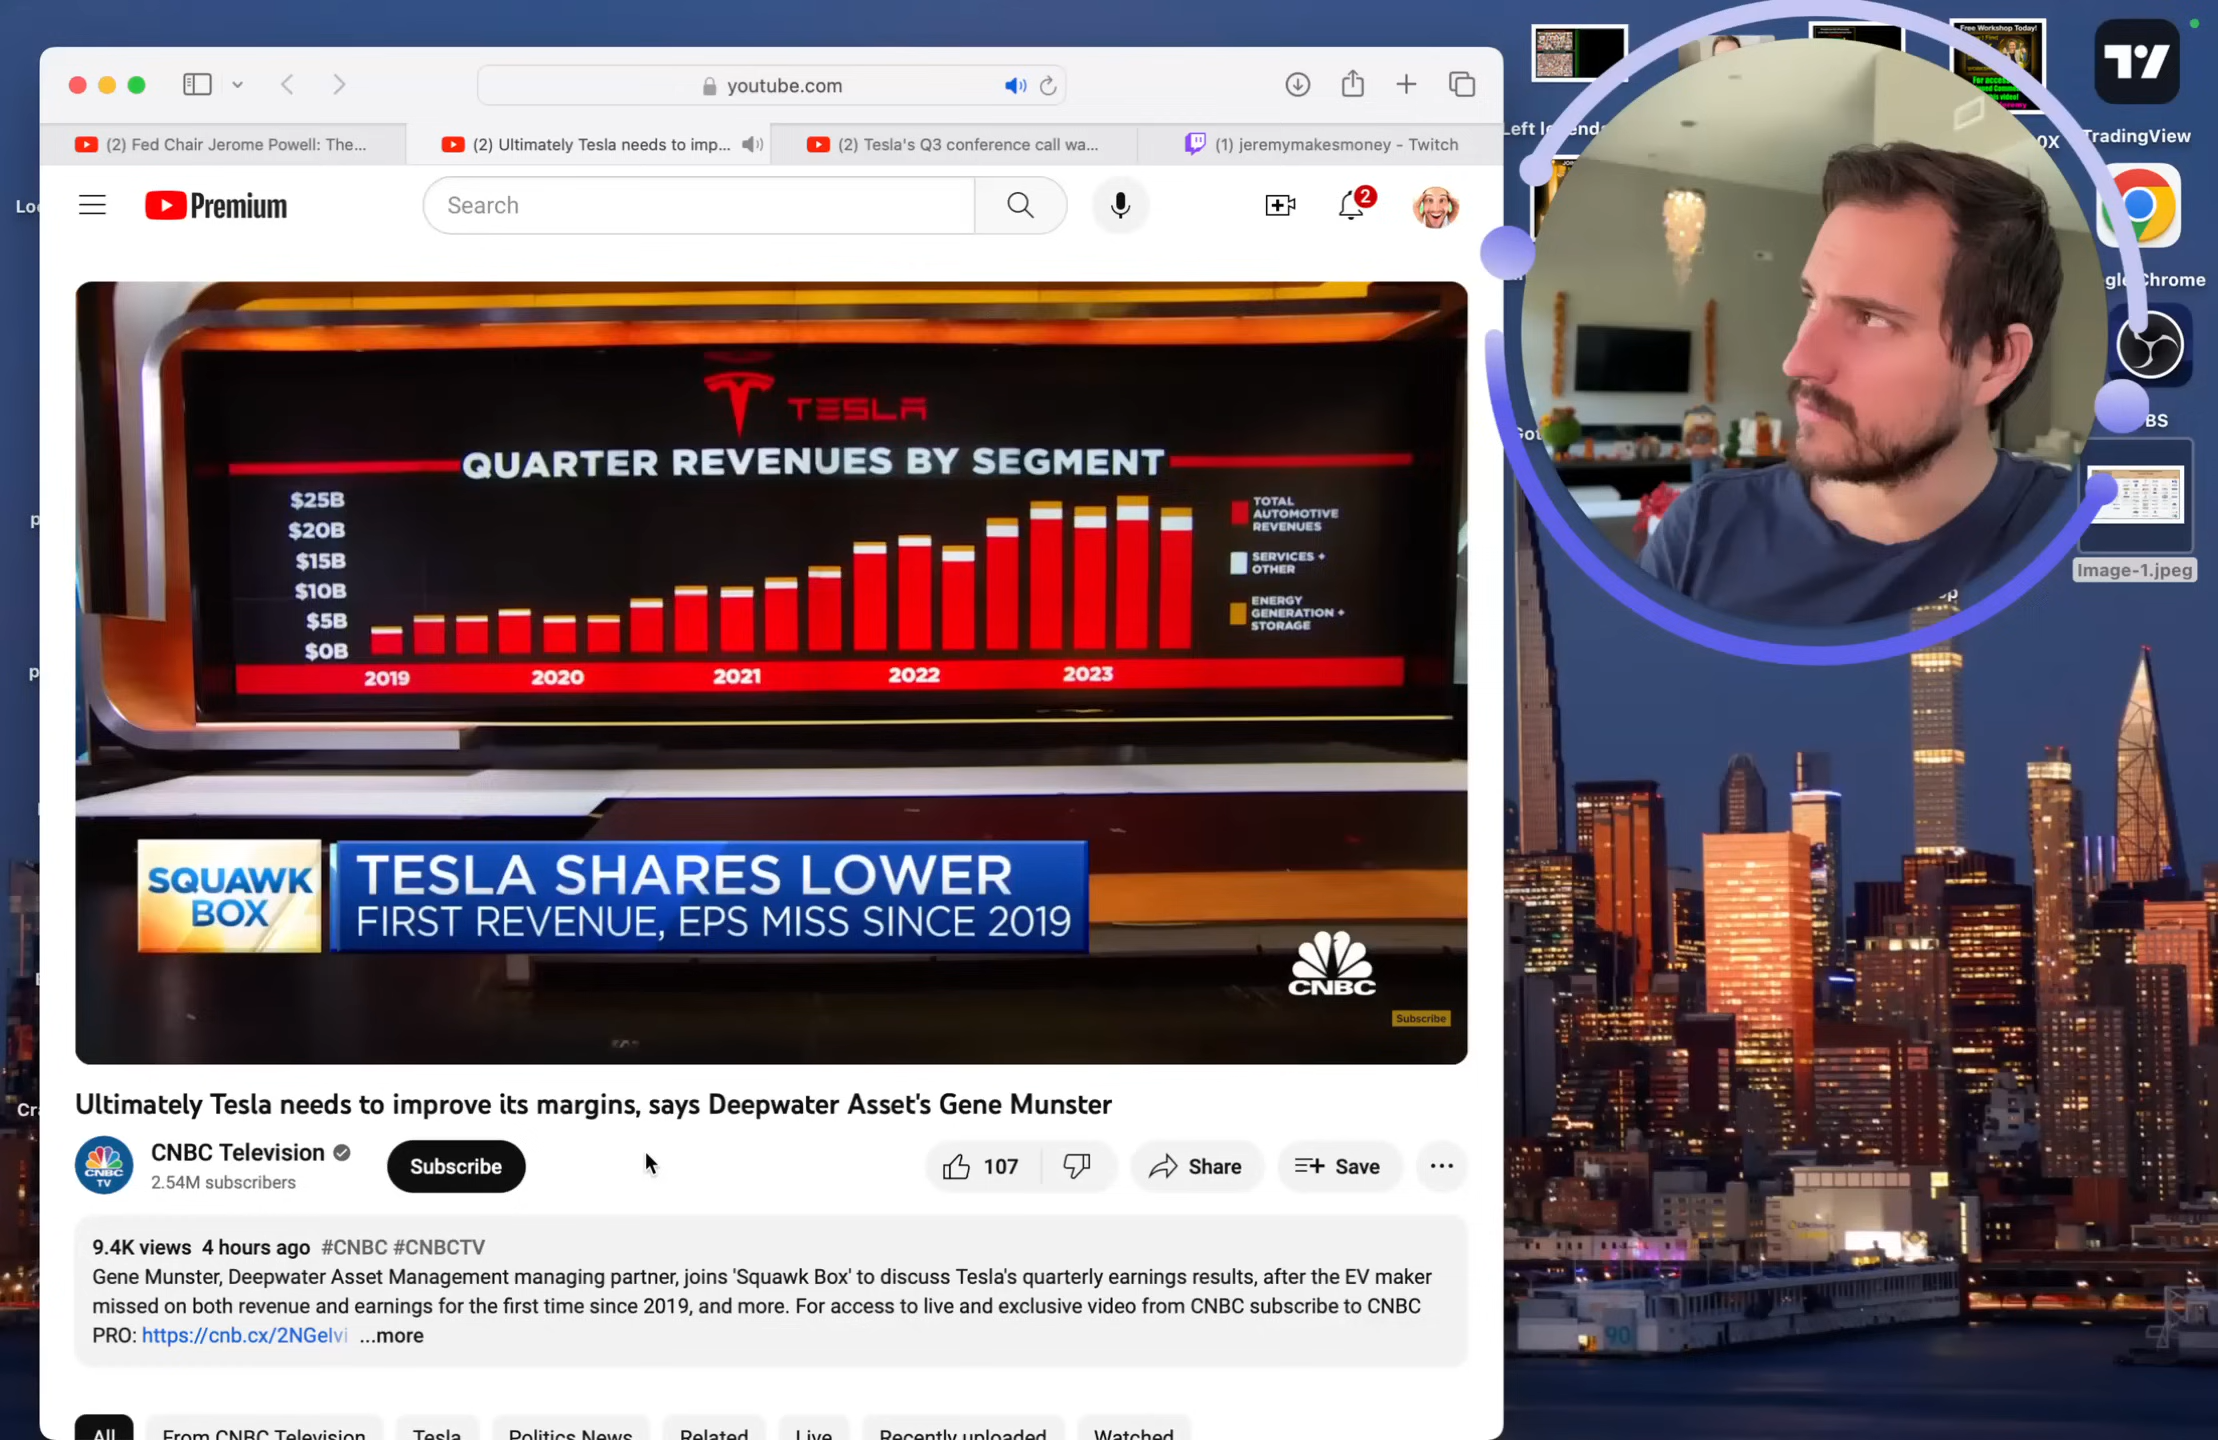 youtube.com
(2) Fed Chair Jerome Powell: The...
(2) Ultimately Tesla needs to imp...
(2) Tesla's Q3 conference call wa...
(1) jeremymakesmoney - Twitch
Premium
Search
2
TESLA
QUARTER REVENUES BY SEGMENT
$25B
$20B
$15B
$10B
$5B
$0B
2019
2020
2021
2022
2023
TOTAL
AUTOMOTIVE
REVENUES
SERVICES +
OTHER
ENERGY
GENERATION +
STORAGE
SQUAWK
BOX
TESLA SHARES LOWER
FIRST REVENUE, EPS MISS SINCE 2019
CNBC
Subscribe
Ultimately Tesla needs to improve its margins, says Deepwater Asset's Gene Munster
CNBC
TV
CNBC Television
2.54M subscribers
Subscribe
107
Share
Save
9.4K views 4 hours ago #CNBC #CNBCTV
Gene Munster, Deepwater Asset Management managing partner, joins 'Squawk Box' to discuss Tesla's quarterly earnings results, after the EV maker
missed on both revenue and earnings for the first time since 2019, and more. For access to live and exclusive video from CNBC subscribe to CNBC
PRO: https://cnb.cx/2NGeIvi ...more
All
From CNBC Television
Tesla
Politics News
Related
Live
Recently uploaded
Watched
Free Workshop Today!
TradingView
Chrome
Image-1.jpeg
90